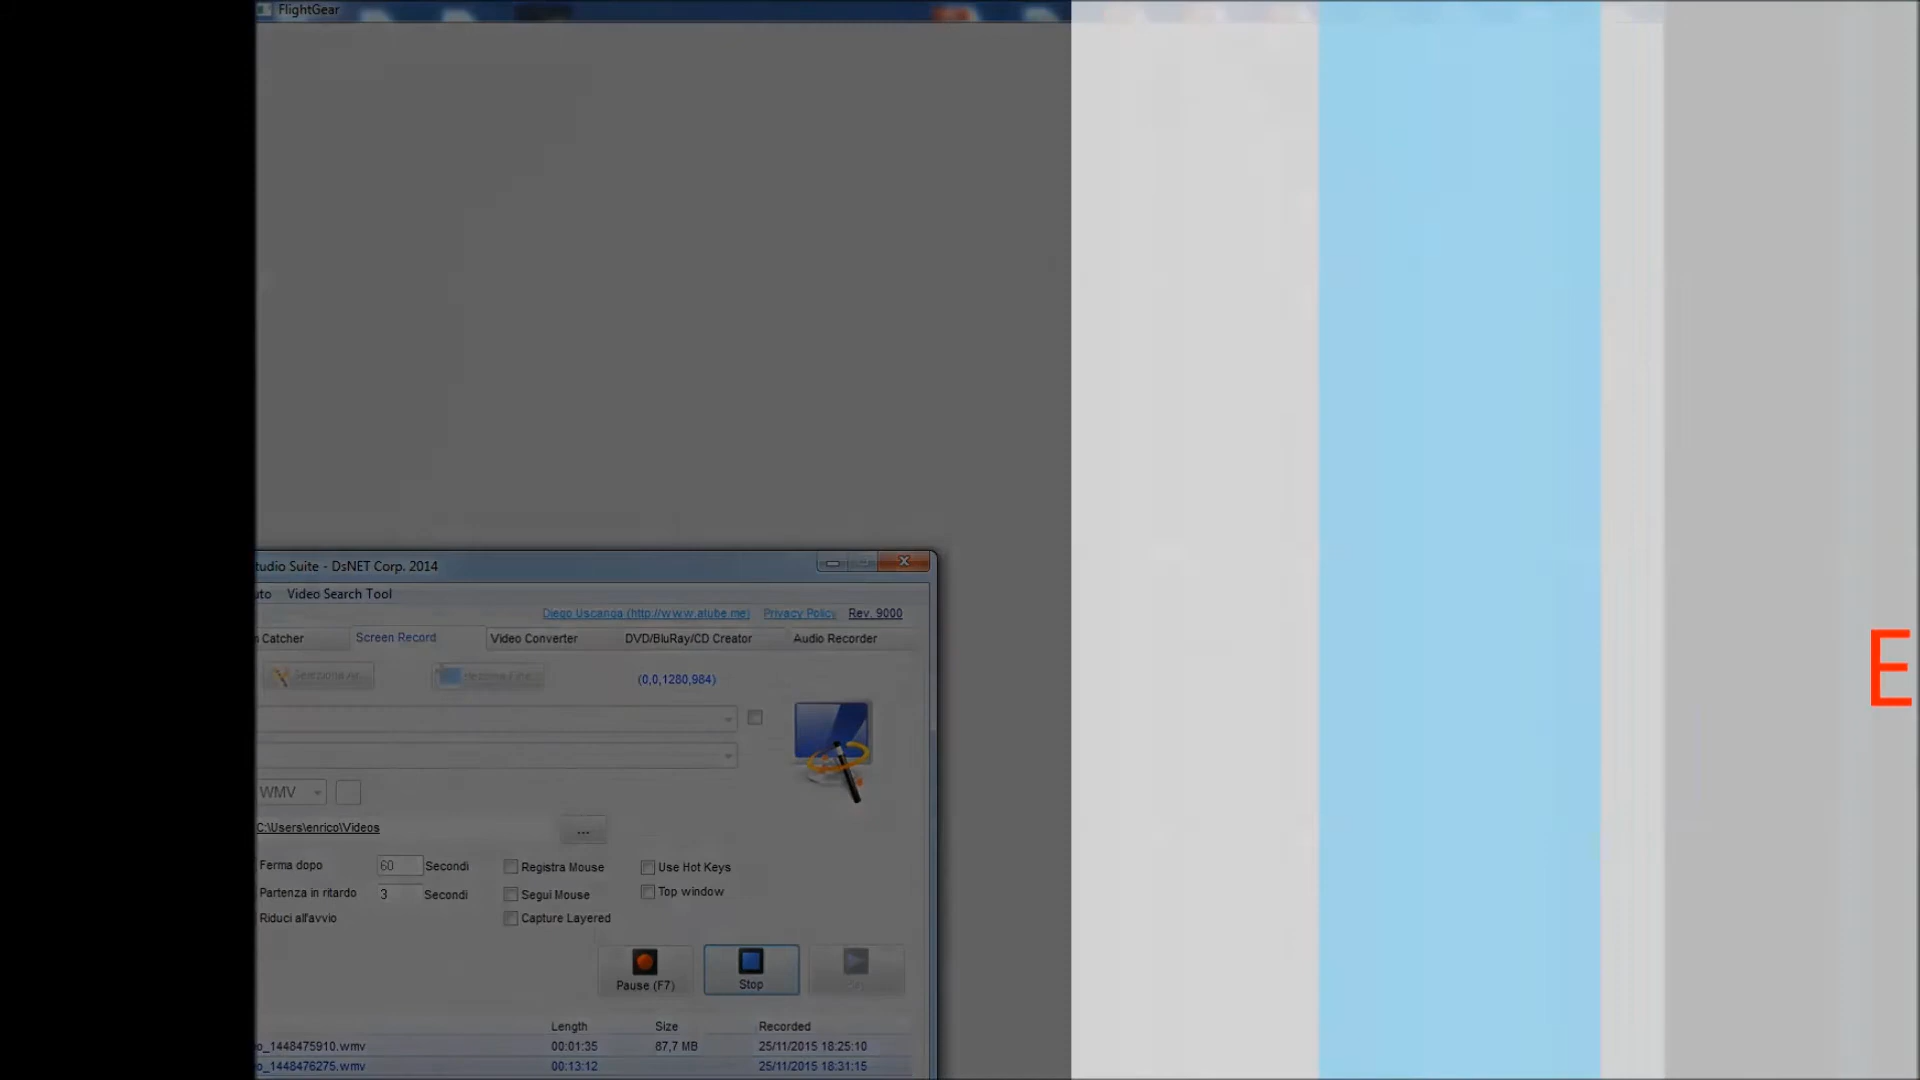 FlightGear
tudio Suite - DsNET Corp. 2014
uto Video Search Tool
Diego Uscanga (http://www.atube.me) Privacy Policy Rev. 9000
n Catcher Screen Record Video Converter DVD/BluRay/CD Creator Audio Recorder
(0,0,1280,984)
E
WMV
C:\Users\enrico\Videos
...
Ferma dopo 60 Secondi Registra Mouse Use Hot Keys
Partenza in ritardo 3 Secondi Segui Mouse Top window
Riduci all'avvio Capture Layered
Pause (F7) Stop
Length Size Recorded
o_1448475910.wmv 00:01:35 87,7 MB 25/11/2015 18:25:10
o_1448476275.wmv 00:13:12 25/11/2015 18:31:15